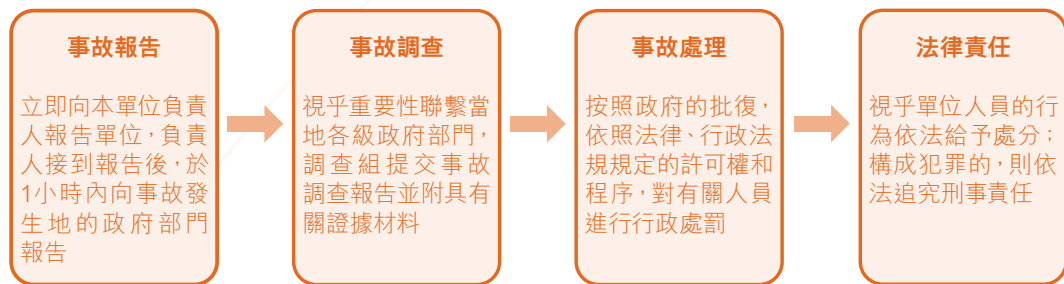 事故報告
立即向本單位負責
人報告單位，負責
人接到報告後，於
1小時內向事故發
生地的政府部門
報告
事故調查
視乎重要性聯繫當
地各級政府部門，
調查組提交事故
調查報告並附具有
關證據材料
事故處理
按照政府的批復，
依照法律、行政法
規規定的許可權和
程序，對有關人員
進行行政處罰
法律責任
視乎單位人員的行
為依法給予處分；
構成犯罪的，則依
法追究刑事責任